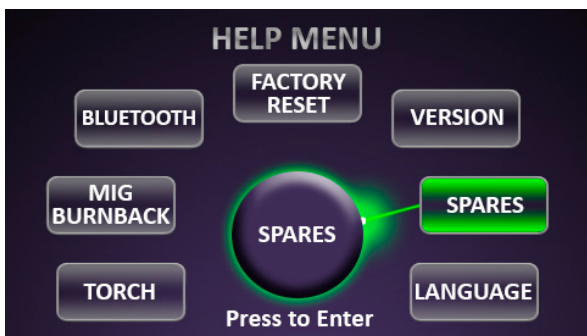 HELP MENU
FACTORY
RESET
BLUETOOTH
VERSION
MIG
BURNBACK
SPARES
SPARES
TORCH
LANGUAGE
Press to Enter